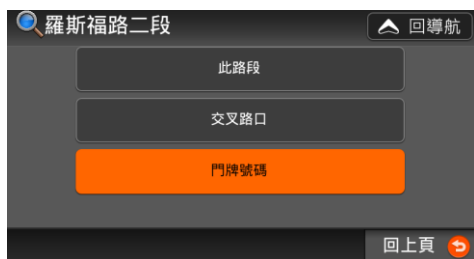 羅斯福路二段
回導航
此路段
交叉路口
門牌號碼
回上頁